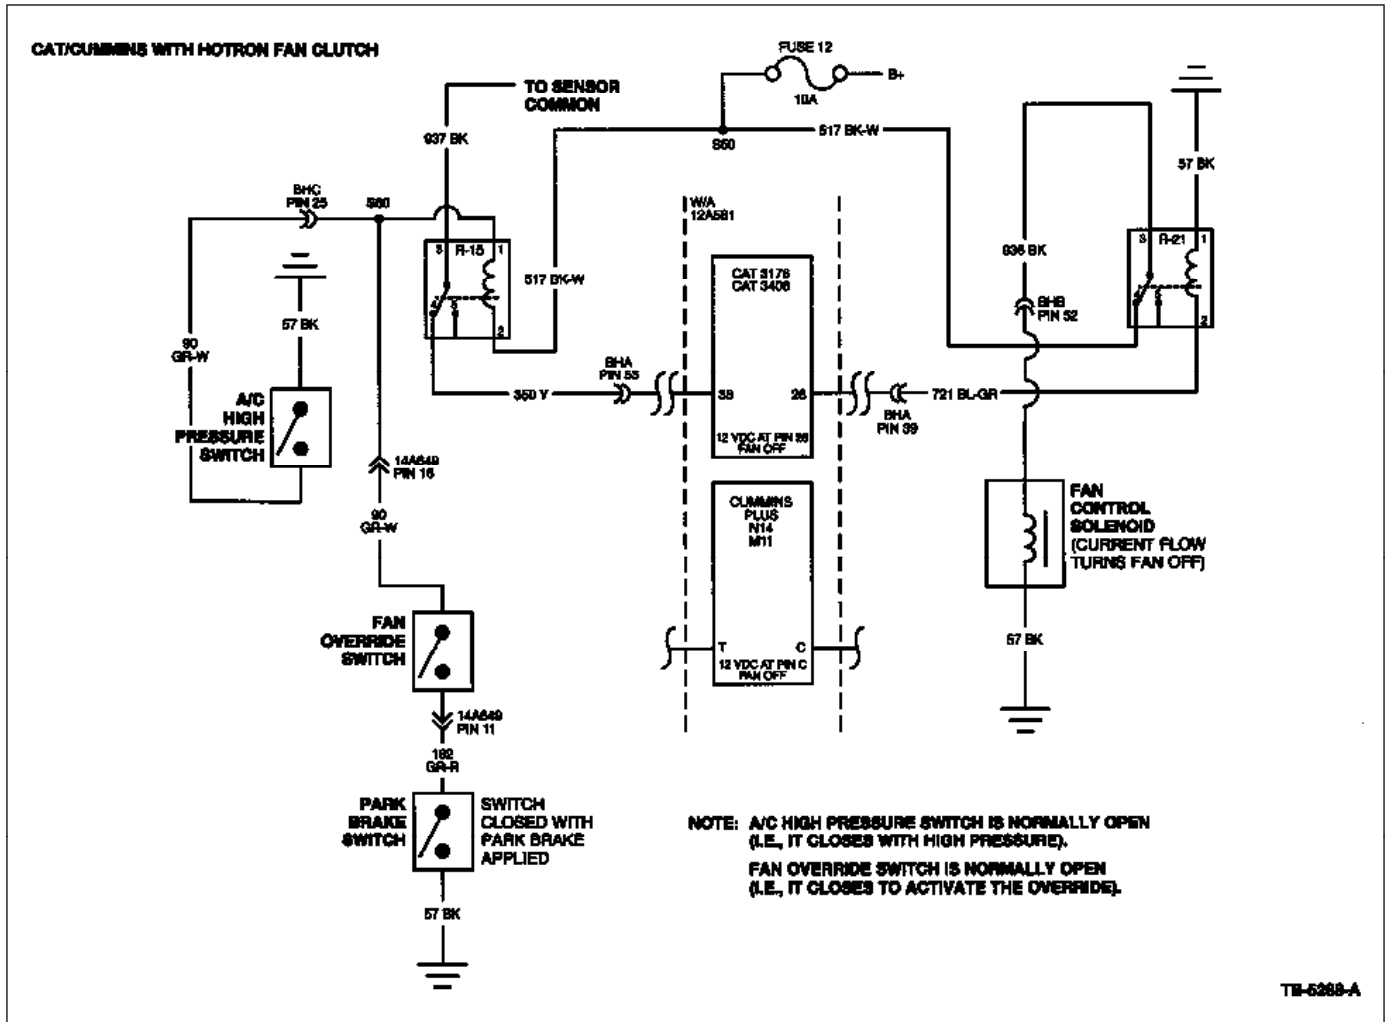 CAT/CUMMINS WITH HOTRON FAN CLUTCH
FUSE 12
B+
10A
TO SENSOR
COMMON
937 BK
S50
517 BK-W
57 BK
BHC
PIN 25
S60
W/A
12A581
3 R-15 1
4 5
2
517 BK-W
3 R-21 1
4 5
2
936 BK
BHB
PIN 52
57 BK
CAT 3176
CAT 3406
90
GR-W
A/C
HIGH
PRESSURE
SWITCH
350 Y
BHA
PIN 53
38
26
12 VDC AT PIN 26
FAN OFF
721 BL-GR
BHA
PIN 39
14A649
PIN 16
90
GR-W
CUMMINS
PLUS
N14
M11
FAN
CONTROL
SOLENOID
(CURRENT FLOW
TURNS FAN OFF)
FAN
OVERRIDE
SWITCH
T
C
12 VDC AT PIN C
FAN OFF
57 BK
14A649
PIN 11
182
GR-R
PARK
BRAKE
SWITCH
SWITCH
CLOSED WITH
PARK BRAKE
APPLIED
57 BK
NOTE: A/C HIGH PRESSURE SWITCH IS NORMALLY OPEN
(I.E., IT CLOSES WITH HIGH PRESSURE).
FAN OVERRIDE SWITCH IS NORMALLY OPEN
(I.E., IT CLOSES TO ACTIVATE THE OVERRIDE).